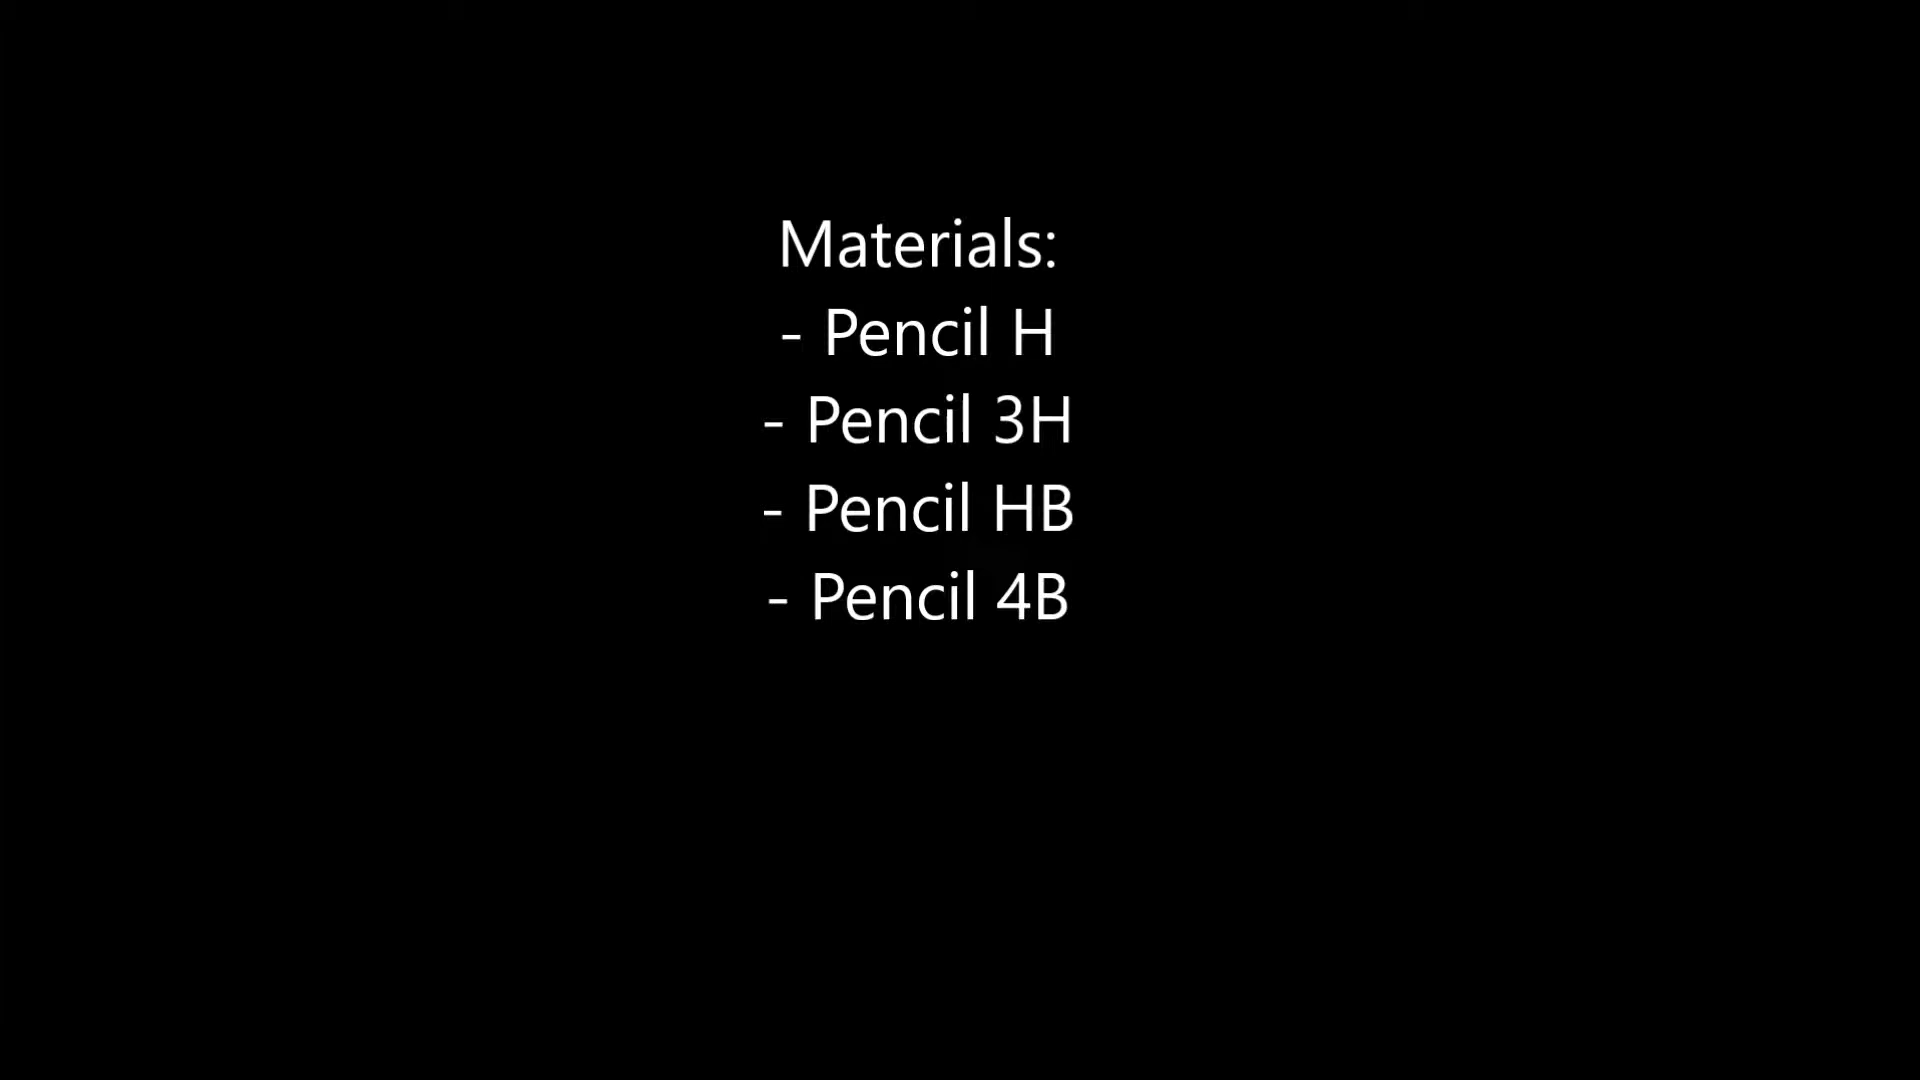 Materials:
- Pencil H
- Pencil 3H
- Pencil HB
- Pencil 4B